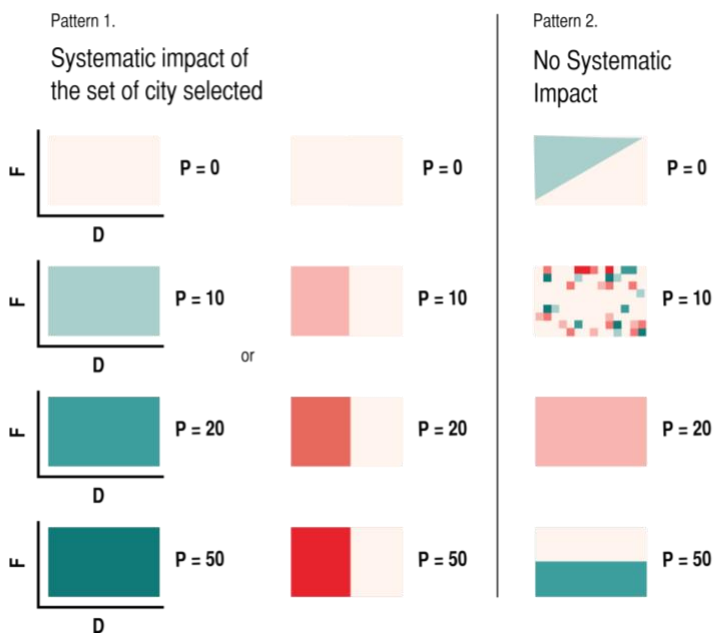 Pattern 1.
Systematic impact of
the set of city selected
F
P = 0
D
F
P = 10
D
F
P = 20
D
F
P = 50
D
or
P = 0
P = 10
P = 20
P = 50
Pattern 2.
No Systematic
Impact
P = 0
P = 10
P = 20
P = 50